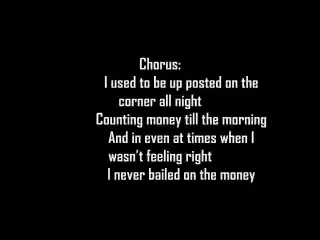 Chorus:
I used to be up posted on the
corner all night
Counting money till the morning
And in even at times when I
wasn't feeling right
I never bailed on the money